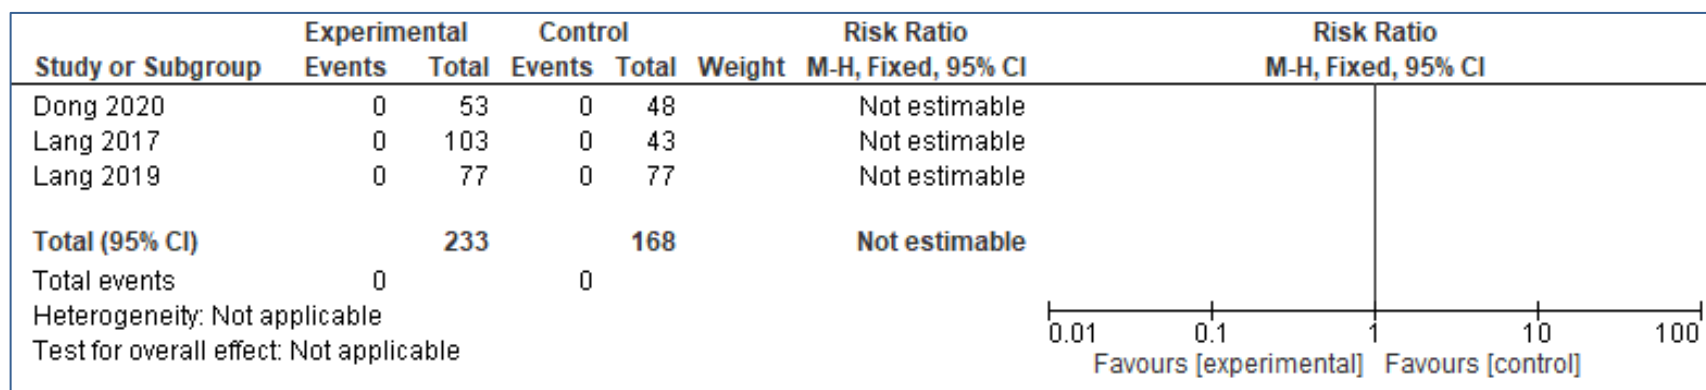 Experimental Control Risk Ratio Risk Ratio
Study or Subgroup Events Total Events Total Weight M-H, Fixed, 95% CI M-H, Fixed, 95% CI
Dong 2020 0 53 0 48 Not estimable
Lang 2017 0 103 0 43 Not estimable
Lang 2019 0 77 0 77 Not estimable
Total (95% CI) 233 168 Not estimable
Total events 0 0
Heterogeneity: Not applicable
Test for overall effect: Not applicable
0.01 0.1 1 10 100
Favours [experimental] Favours [control]